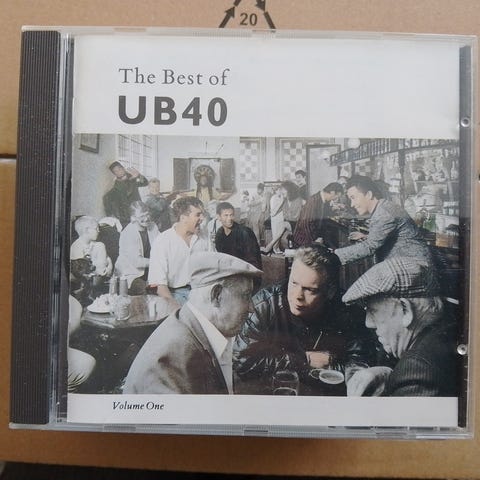 20
The Best of
UB40
Volume One